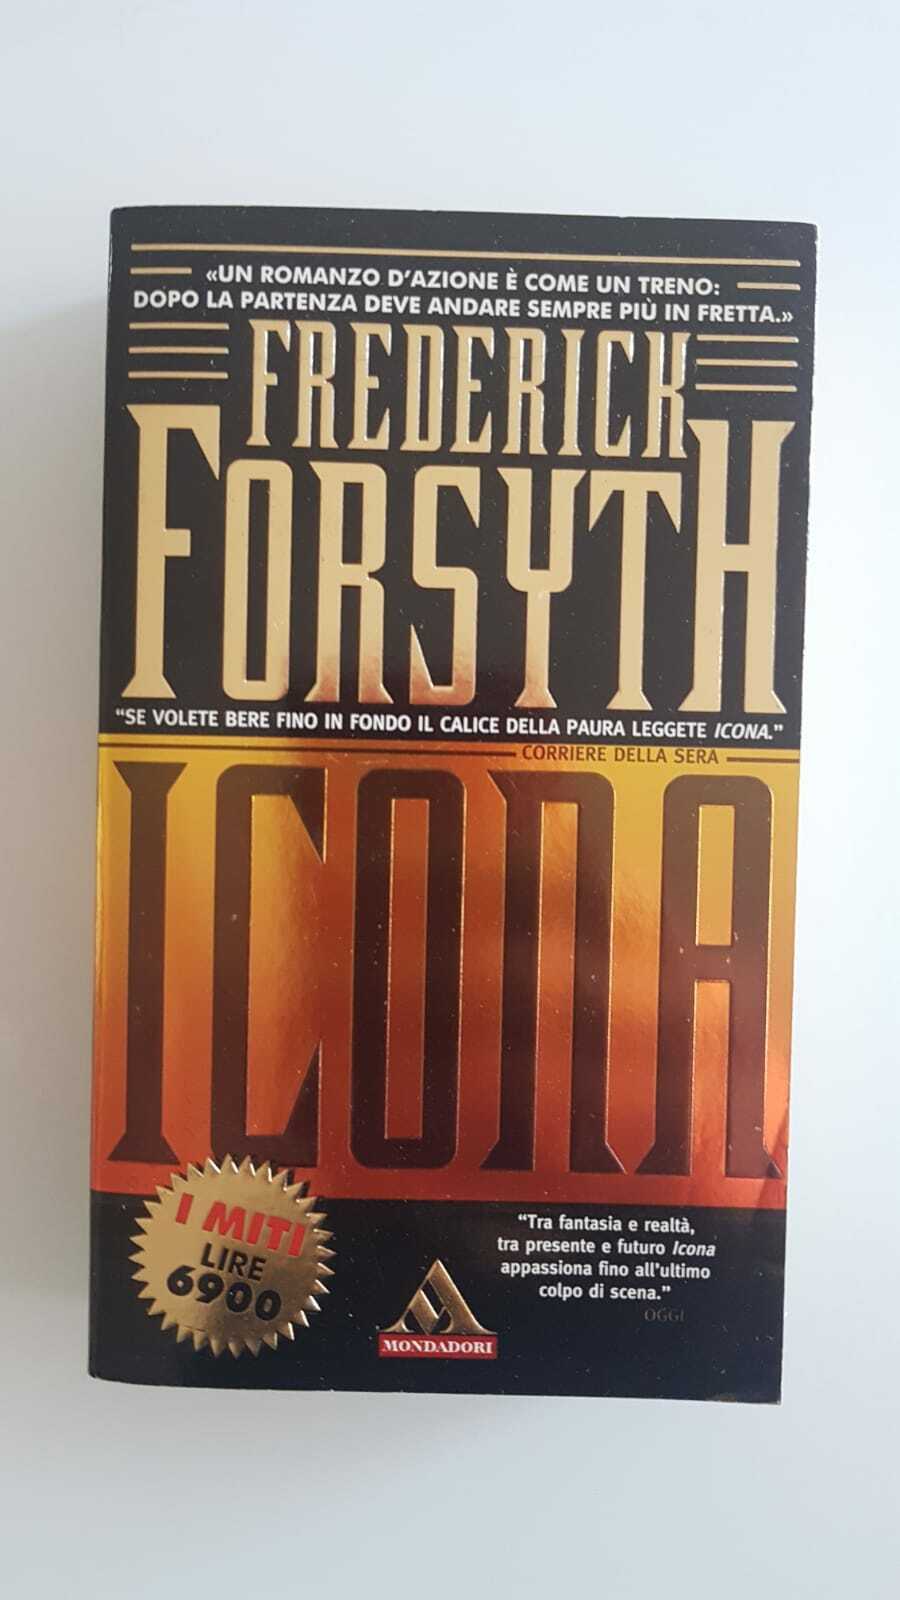 «UN ROMANZO D'AZIONE È COME UN TRENO:
DOPO LA PARTENZA DEVE ANDARE SEMPRE PIÙ IN FRETTA.»
FREDERICK
FORSYTH
"SE VOLETE BERE FINO IN FONDO IL CALICE DELLA PAURA LEGGETE ICONA."
CORRIERE DELLA SERA
ICONA
I MITI
LIRE
6900
MONDADORI
"Tra fantasia e realtà,
tra presente e futuro Icona
appassiona fino all'ultimo
colpo di scena."
OGGI